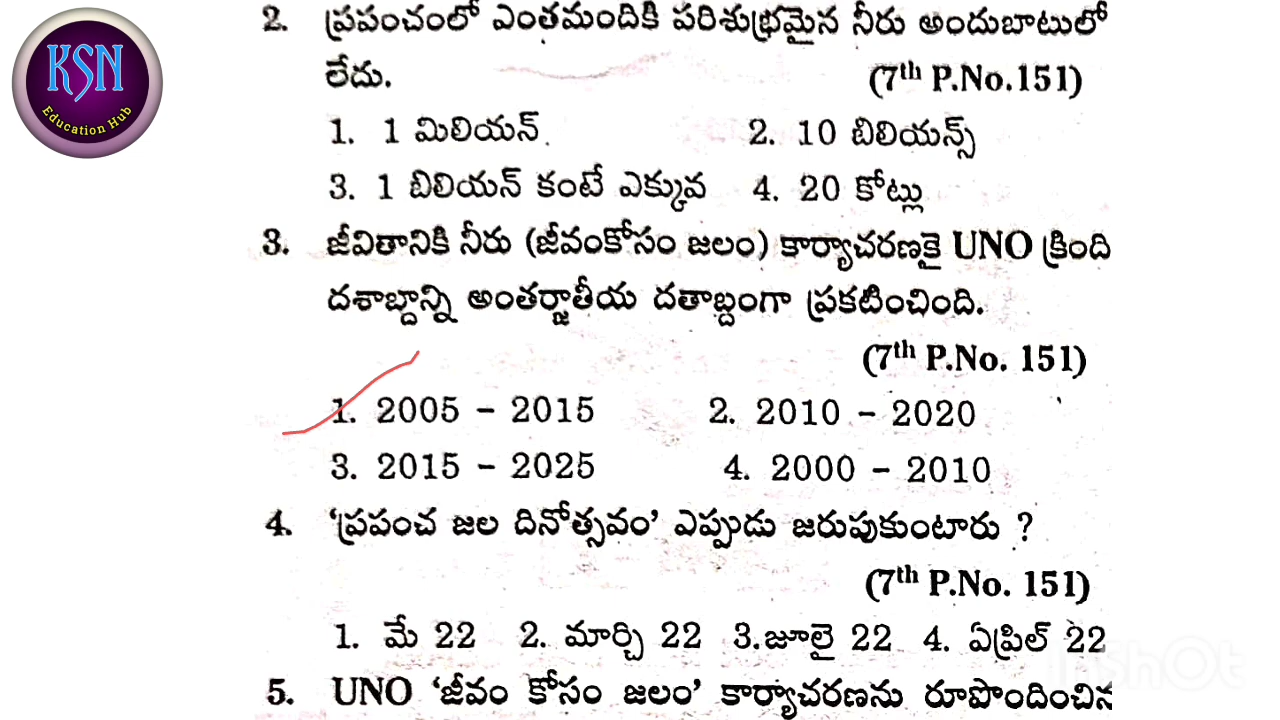 KSN
Education Hub
2. ప్రపంచంలో ఎంతమందికి పరిశుభ్రమైన నీరు అందుబాటులో
లేదు. (7th P.No.151)
1. 1 మిలియన్ 2. 10 బిలియన్స్
3. 1 బిలియన్ కంటే ఎక్కువ 4. 20 కోట్లు
3. జీవితానికి నీరు (జీవంకోసం జలం) కార్యాచరణకై UNO క్రింది
దశాబ్దాన్ని అంతర్జాతీయ దతాబ్దంగా ప్రకటించింది.
(7th P.No. 151)
1. 2005 - 2015 2. 2010 - 2020
3. 2015 - 2025 4. 2000 - 2010
4. 'ప్రపంచ జల దినోత్సవం' ఎప్పుడు జరుపుకుంటారు ?
(7th P.No. 151)
1. మే 22 2. మార్చి 22 3.జూలై 22 4. ఏప్రిల్ 22
5. UNO 'జీవం కోసం జలం' కార్యాచరణను రూపొందించిన